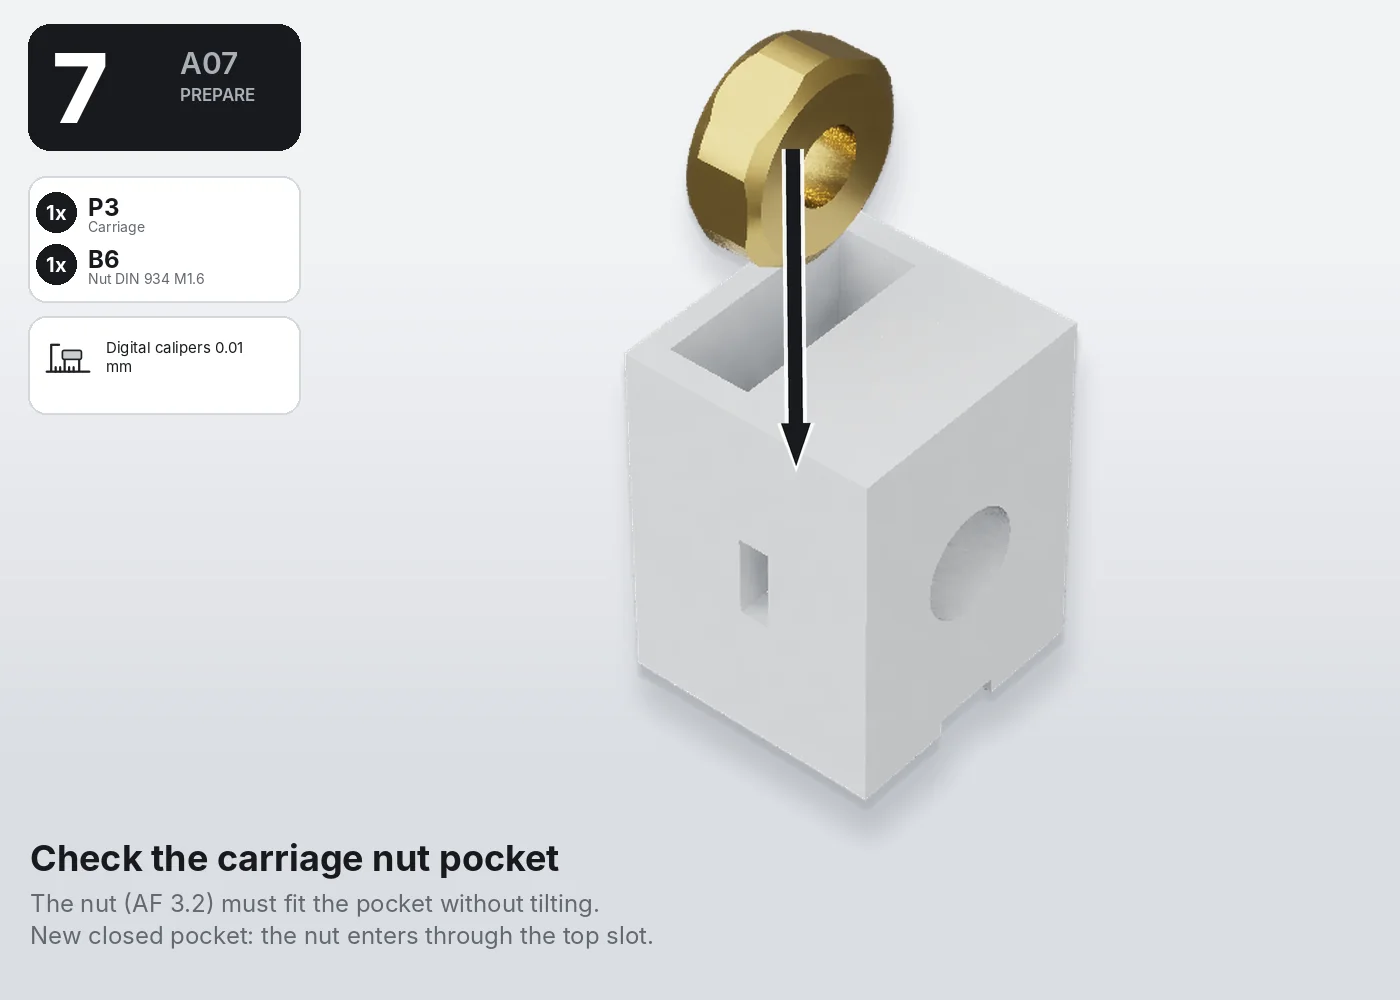 7
A07
PREPARE
1x
P3
Carriage
1x
B6
Nut DIN 934 M1.6
Digital calipers 0.01
mm
Check the carriage nut pocket
The nut (AF 3.2) must fit the pocket without tilting.
New closed pocket: the nut enters through the top slot.